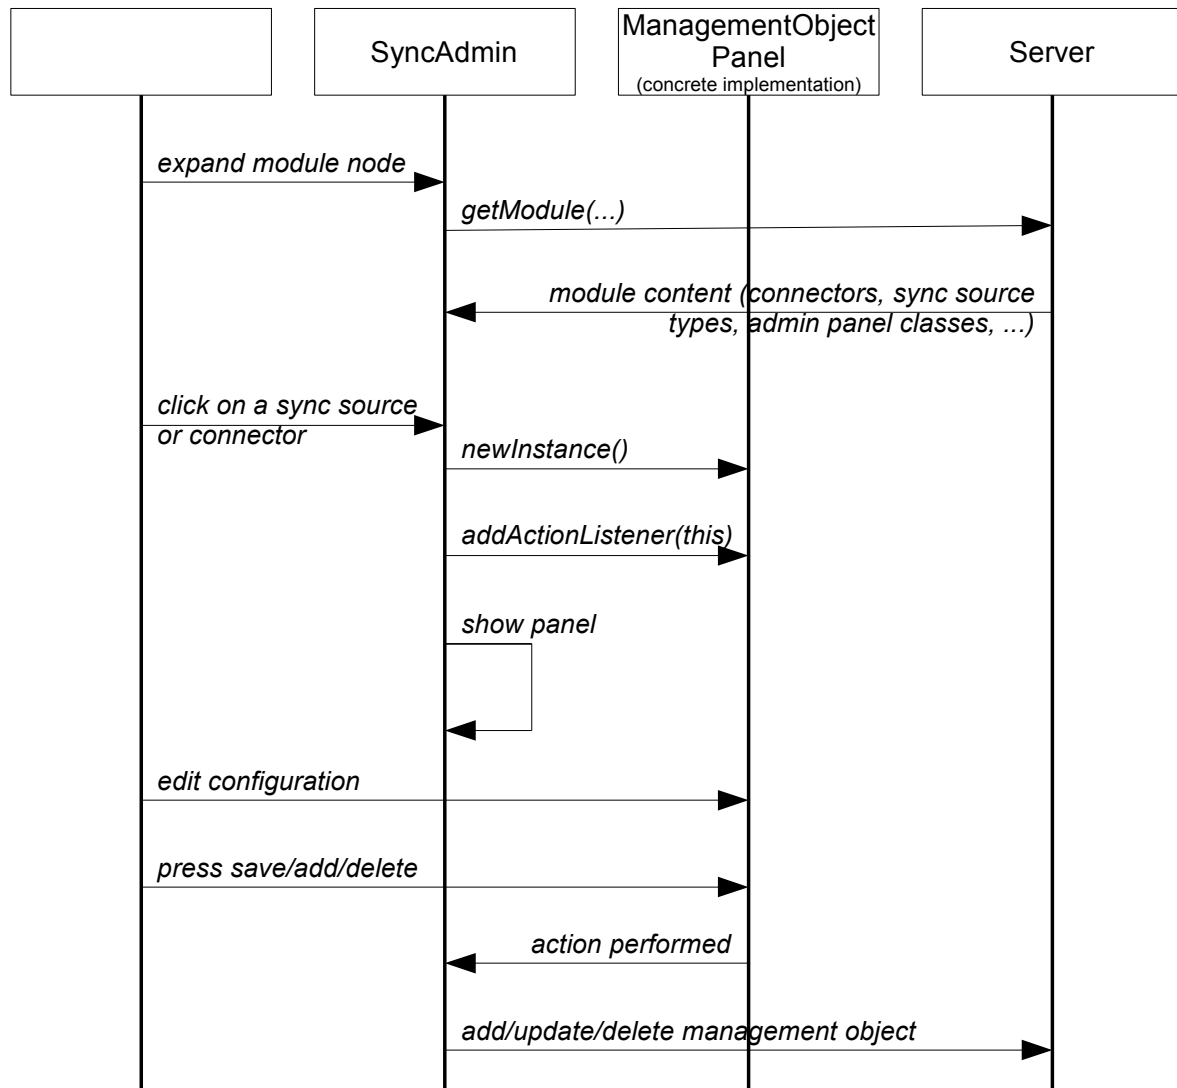 SyncAdmin
ManagementObject
Panel
(concrete implementation)
Server
expand module node
getModule(...)
module content (connectors, sync source
types, admin panel classes, ...)
click on a sync source
or connector
newInstance()
addActionListener(this)
show panel
edit configuration
press save/add/delete
action performed
add/update/delete management object